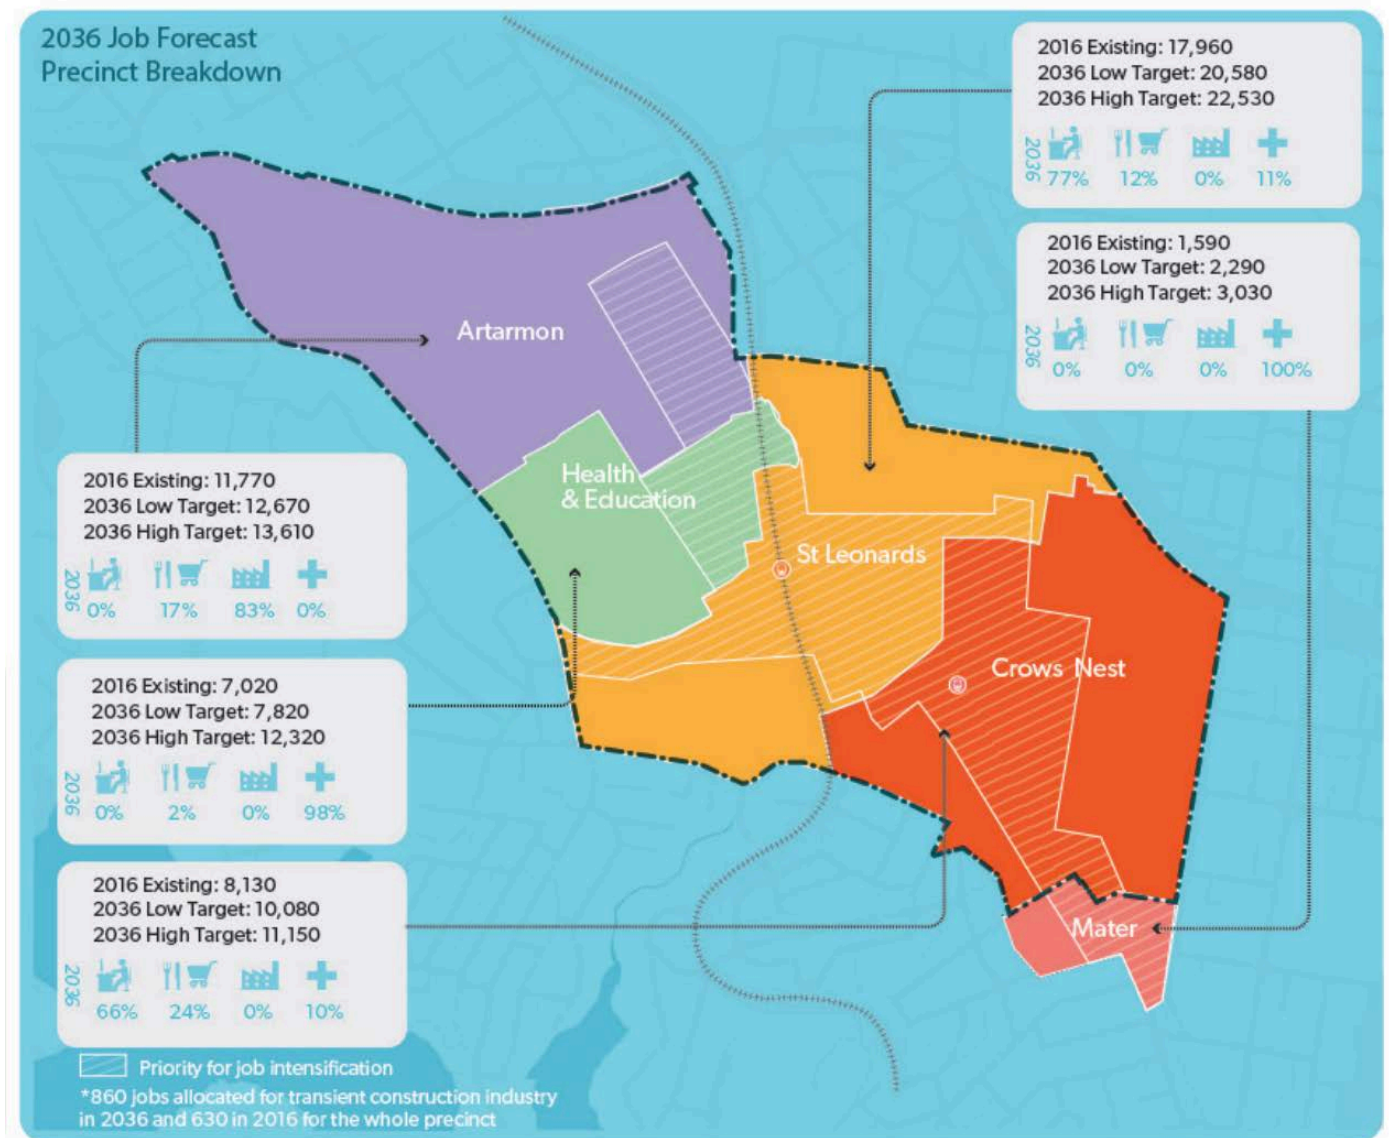 2036 Job Forecast
Precinct Breakdown
2016 Existing: 17,960
2036 Low Target: 20,580
2036 High Target: 22,530
2036
77% 12% 0% 11%
2016 Existing: 1,590
2036 Low Target: 2,290
2036 High Target: 3,030
2036
0% 0% 0% 100%
Artarmon
Health
& Education
St Leonards
Crows Nest
Mater
2016 Existing: 11,770
2036 Low Target: 12,670
2036 High Target: 13,610
2036
0% 17% 83% 0%
2016 Existing: 7,020
2036 Low Target: 7,820
2036 High Target: 12,320
2036
0% 2% 0% 98%
2016 Existing: 8,130
2036 Low Target: 10,080
2036 High Target: 11,150
2036
66% 24% 0% 10%
Priority for job intensification
*860 jobs allocated for transient construction industry
in 2036 and 630 in 2016 for the whole precinct